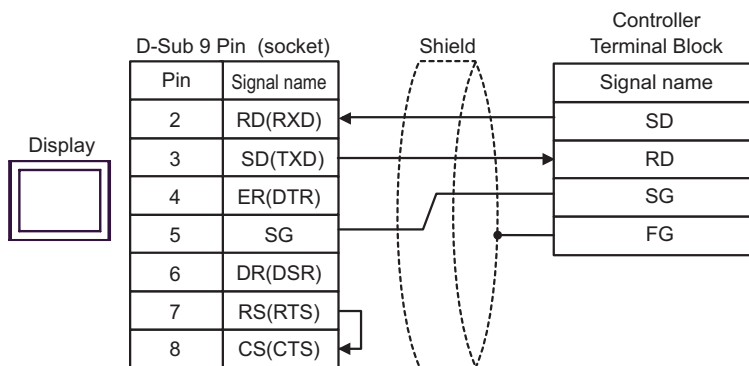 Controller
D-Sub 9 Pin (socket) Shield Terminal Block
Pin Signal name Signal name
2 RD(RXD) SD
Display 3 SD(TXD) RD
4 ER(DTR) SG
5 SG FG
6 DR(DSR)
7 RS(RTS)
8 CS(CTS)